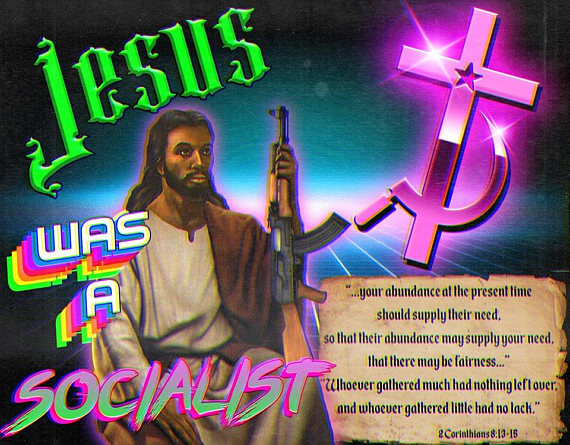 Jesus
WAS
A
SOCIALIST
"...your abundance at the present time
should supply their need,
so that their abundance may supply your need,
that there may be fairness..."
"Whoever gathered much had nothing left over,
and whoever gathered little had no lack."
2 Corinthians 8:13-15